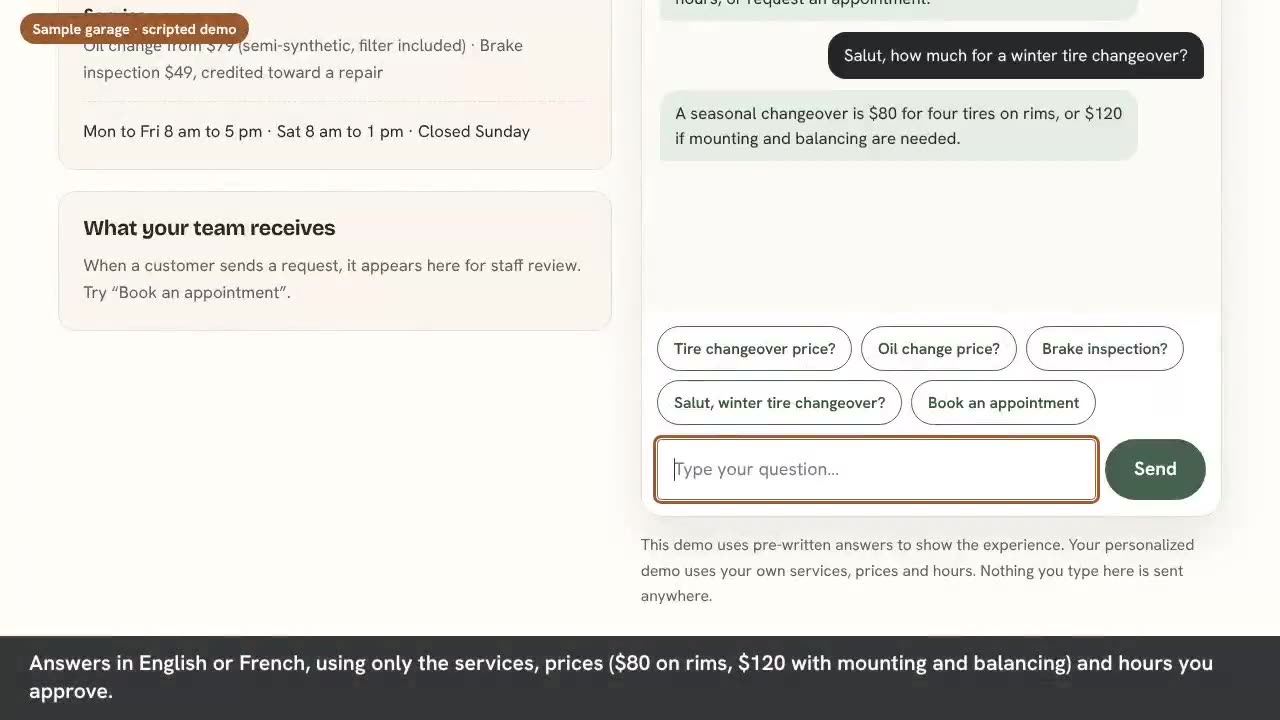 Services
Sample garage · scripted demo
Oil change from $79 (semi-synthetic, filter included) · Brake
inspection $49, credited toward a repair
Mon to Fri 8 am to 5 pm · Sat 8 am to 1 pm · Closed Sunday
What your team receives
When a customer sends a request, it appears here for staff review.
Try “Book an appointment”.
hours, or request an appointment.
Salut, how much for a winter tire changeover?
A seasonal changeover is $80 for four tires on rims, or $120
if mounting and balancing are needed.
Tire changeover price?
Oil change price?
Brake inspection?
Salut, winter tire changeover?
Book an appointment
Type your question...
Send
This demo uses pre-written answers to show the experience. Your personalized
demo uses your own services, prices and hours. Nothing you type here is sent
anywhere.
Answers in English or French, using only the services, prices ($80 on rims, $120 with mounting and balancing) and hours you
approve.